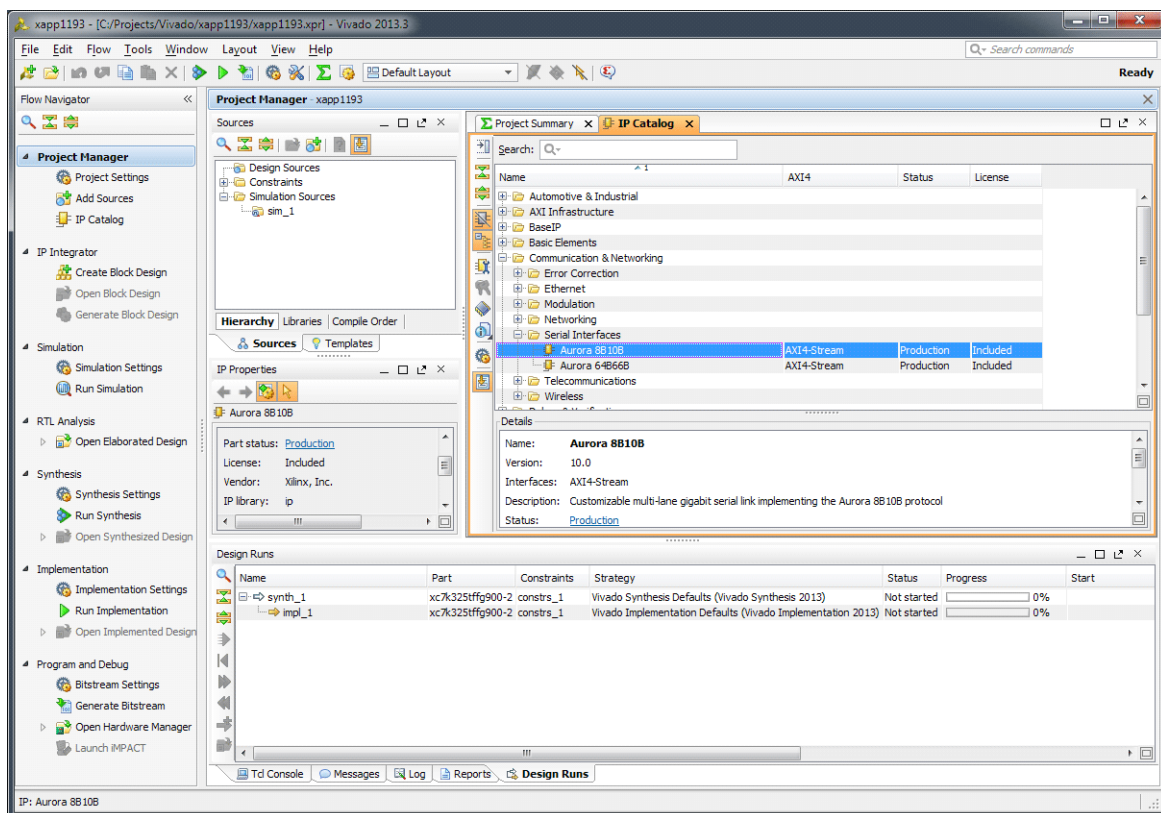 xapp1193 - [C:/Projects/Vivado/xapp1193/xapp1193.xpr] - Vivado 2013.3
File Edit Flow Tools Window Layout View Help
Search commands
Default Layout
Ready
Flow Navigator
Project Manager
Project Settings
Add Sources
IP Catalog
IP Integrator
Create Block Design
Open Block Design
Generate Block Design
Simulation
Simulation Settings
Run Simulation
RTL Analysis
Open Elaborated Design
Synthesis
Synthesis Settings
Run Synthesis
Open Synthesized Design
Implementation
Implementation Settings
Run Implementation
Open Implemented Design
Program and Debug
Bitstream Settings
Generate Bitstream
Open Hardware Manager
Launch iMPACT
Project Manager - xapp1193
Sources
Design Sources
Constraints
Simulation Sources
sim_1
Hierarchy Libraries Compile Order
Sources Templates
IP Properties
Aurora 8B10B
Part status: Production
License: Included
Vendor: Xilinx, Inc.
IP library: ip
Project Summary IP Catalog
Search:
Name 1 AXI4 Status License
Automotive & Industrial
AXI Infrastructure
BaseIP
Basic Elements
Communication & Networking
Error Correction
Ethernet
Modulation
Networking
Serial Interfaces
Aurora 8B10B AXI4-Stream Production Included
Aurora 64B66B AXI4-Stream Production Included
Telecommunications
Wireless
Details
Name: Aurora 8B10B
Version: 10.0
Interfaces: AXI4-Stream
Description: Customizable multi-lane gigabit serial link implementing the Aurora 8B10B protocol
Status: Production
Design Runs
Name Part Constraints Strategy Status Progress Start
synth_1 xc7k325tffg900-2 constrs_1 Vivado Synthesis Defaults (Vivado Synthesis 2013) Not started 0%
impl_1 xc7k325tffg900-2 constrs_1 Vivado Implementation Defaults (Vivado Implementation 2013) Not started 0%
Tcl Console Messages Log Reports Design Runs
IP: Aurora 8B10B